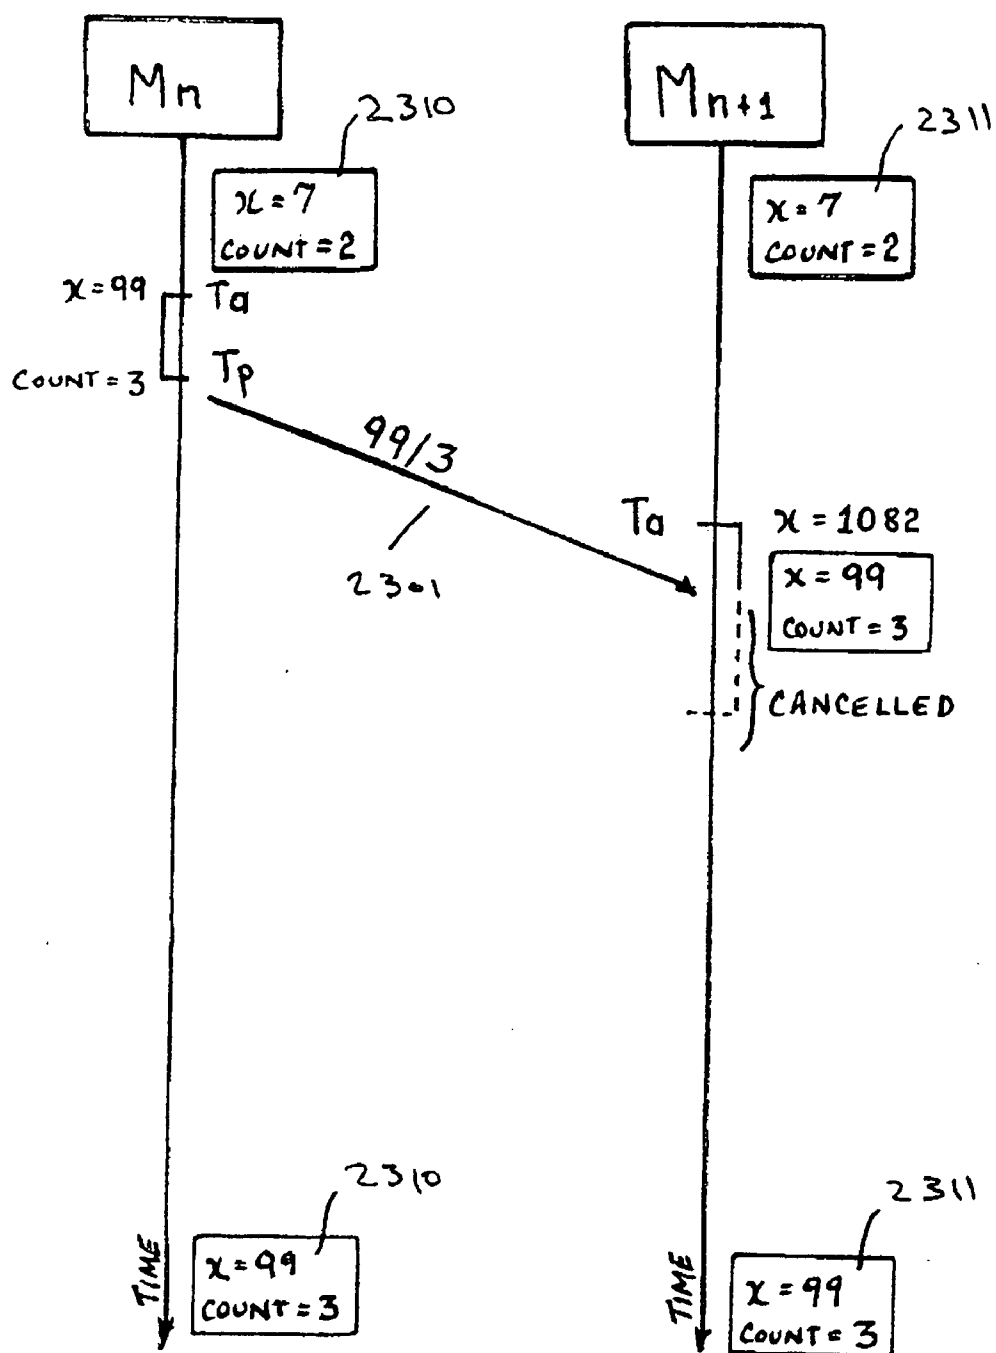 Mn
Mn+1
2310
2311
x=7
COUNT=2
x=7
COUNT=2
x=99
Ta
COUNT=3
Tp
99/3
2301
Ta
x=1082
x=99
COUNT=3
CANCELLED
2310
2311
TIME
x=99
COUNT=3
TIME
x=99
COUNT=3